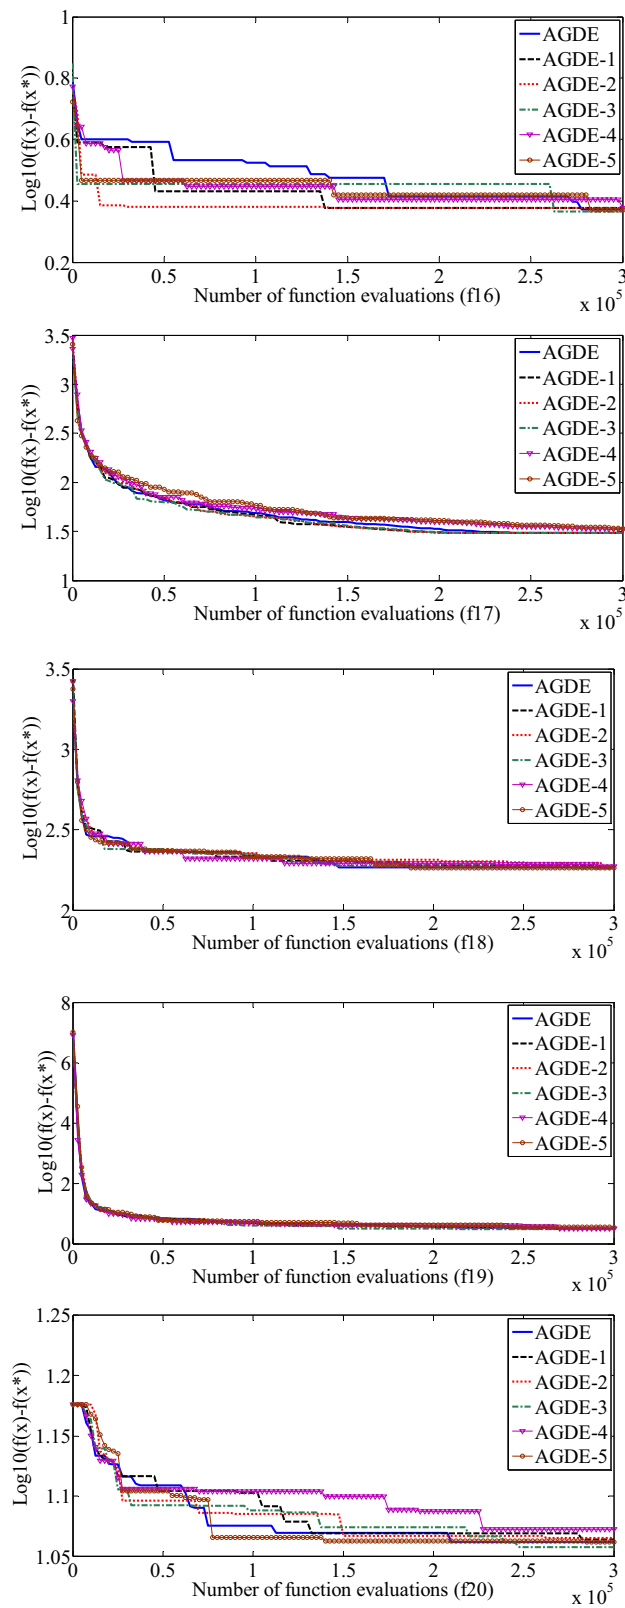 1
0.8
0.6
0.4
0.2
Log10(f(x)-f(x*))
AGDE
AGDE-1
AGDE-2
AGDE-3
AGDE-4
AGDE-5
0 0.5 1 1.5 2 2.5 3
Number of function evaluations (f16)
x 10^5
3.5
3
2.5
2
1.5
1
Log10(f(x)-f(x*))
AGDE
AGDE-1
AGDE-2
AGDE-3
AGDE-4
AGDE-5
0 0.5 1 1.5 2 2.5 3
Number of function evaluations (f17)
x 10^5
3.5
3
2.5
2
Log10(f(x)-f(x*))
AGDE
AGDE-1
AGDE-2
AGDE-3
AGDE-4
AGDE-5
0 0.5 1 1.5 2 2.5 3
Number of function evaluations (f18)
x 10^5
8
6
4
2
0
Log10(f(x)-f(x*))
AGDE
AGDE-1
AGDE-2
AGDE-3
AGDE-4
AGDE-5
0 0.5 1 1.5 2 2.5 3
Number of function evaluations (f19)
x 10^5
1.25
1.2
1.15
1.1
1.05
Log10(f(x)-f(x*))
AGDE
AGDE-1
AGDE-2
AGDE-3
AGDE-4
AGDE-5
0 0.5 1 1.5 2 2.5 3
Number of function evaluations (f20)
x 10^5